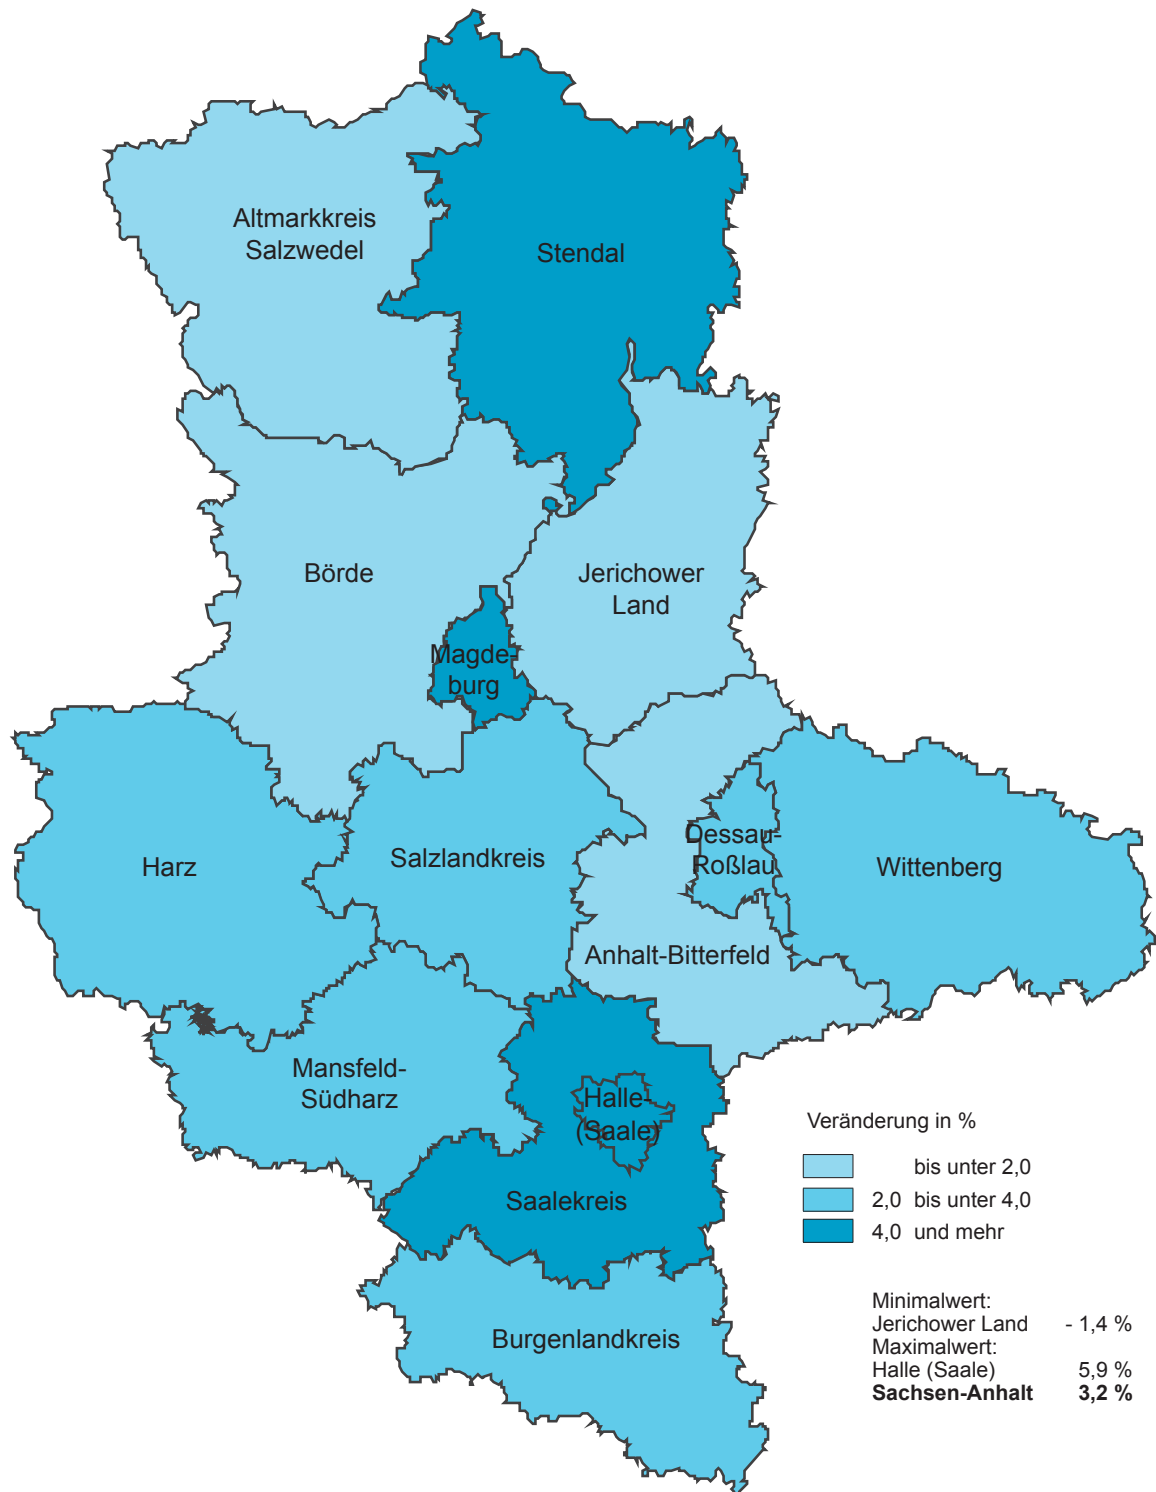 Altmarkkreis
Salzwedel
Stendal
Börde
Jerichower
Land
Magde-
burg
Harz
Salzlandkreis
Dessau-
Roßlau
Wittenberg
Anhalt-Bitterfeld
Mansfeld-
Südharz
Halle-
(Saale)
Saalekreis
Burgenlandkreis
Veränderung in %
bis unter 2,0
2,0 bis unter 4,0
4,0 und mehr
Minimalwert:
Jerichower Land - 1,4 %
Maximalwert:
Halle (Saale) 5,9 %
Sachsen-Anhalt 3,2 %